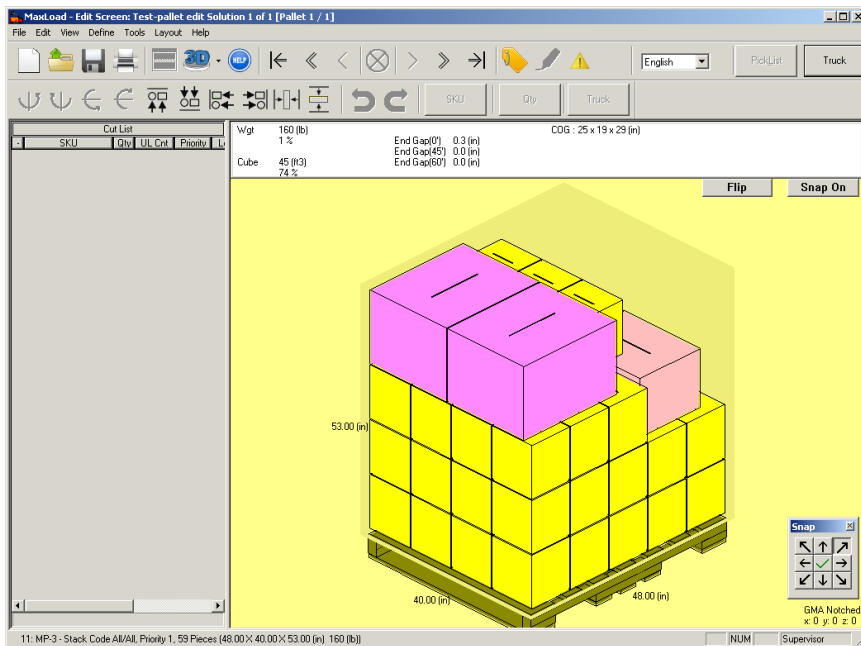 MaxLoad - Edit Screen: Test-pallet edit Solution 1 of 1 [Pallet 1 / 1]
File Edit View Define Tools Layout Help
3D HELP English PickList Truck
SKU Qty Truck
Cut List
- SKU Qty UL Cnt Priority L
Wgt 160 (lb) COG : 25 x 19 x 29 (in)
1 % End Gap(0') 0.3 (in)
End Gap(45') 0.0 (in)
Cube 45 (ft3) End Gap(60') 0.0 (in)
74 %
Flip Snap On
53.00 (in)
Snap
40.00 (in) 48.00 (in)
GMA Notched
x: 0 y: 0 z: 0
11: MP-3 - Stack Code All/All, Priority 1, 59 Pieces (48.00 X 40.00 X 53.00 (in) 160 (lb)) NUM Supervisor